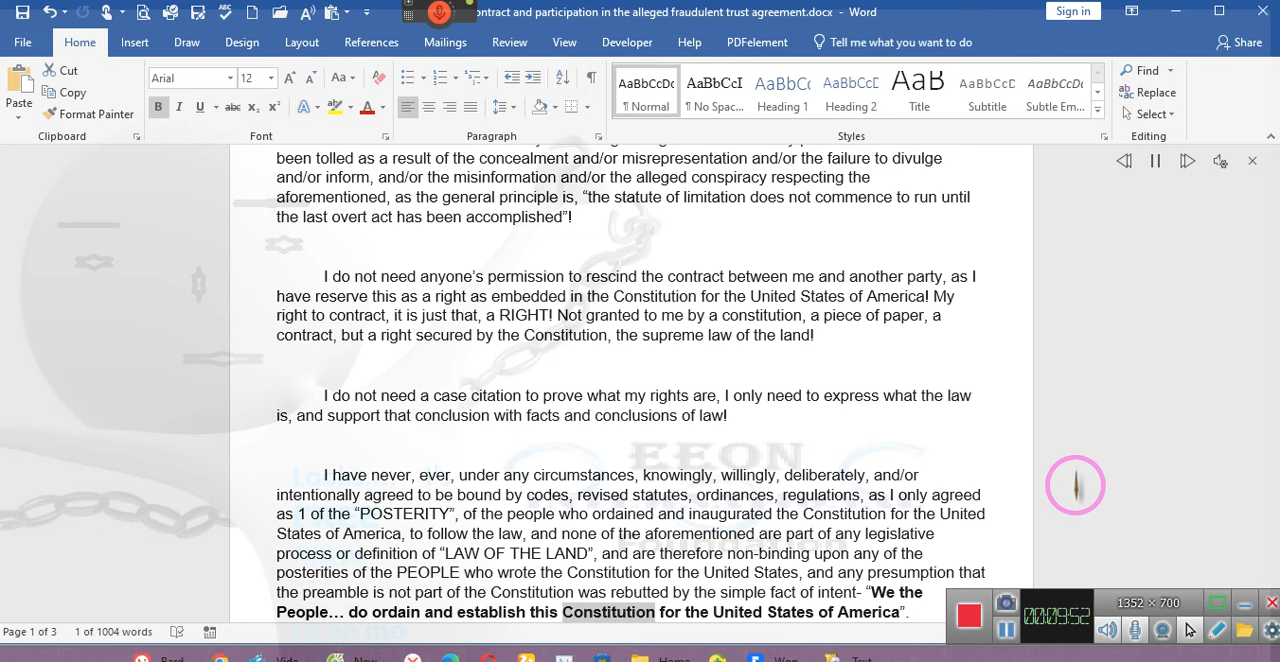 ontract and participation in the alleged fraudulent trust agreement.docx - Word
Sign in
File Home Insert Draw Design Layout References Mailings Review View Developer Help PDFelement Tell me what you want to do Share
Paste Cut Arial 12 Aa AaBbCcDc AaBbCcI AaBbCc AaBbCcD AaB AaBbCcD AaBbCcDc Find
Copy Replace
Format Painter B I U abc x₂ x² A ¶ Normal ¶ No Spac... Heading 1 Heading 2 Title Subtitle Subtle Em... Select
Clipboard Font Paragraph Styles Editing
been tolled as a result of the concealment and/or misrepresentation and/or the failure to divulge
and/or inform, and/or the misinformation and/or the alleged conspiracy respecting the
aforementioned, as the general principle is, “the statute of limitation does not commence to run until
the last overt act has been accomplished”!
I do not need anyone’s permission to rescind the contract between me and another party, as I
have reserve this as a right as embedded in the Constitution for the United States of America! My
right to contract, it is just that, a RIGHT! Not granted to me by a constitution, a piece of paper, a
contract, but a right secured by the Constitution, the supreme law of the land!
I do not need a case citation to prove what my rights are, I only need to express what the law
is, and support that conclusion with facts and conclusions of law!
EEON
I have never, ever, under any circumstances, knowingly, willingly, deliberately, and/or
intentionally agreed to be bound by codes, revised statutes, ordinances, regulations, as I only agreed
as 1 of the “POSTERITY”, of the people who ordained and inaugurated the Constitution for the United
States of America, to follow the law, and none of the aforementioned are part of any legislative
process or definition of “LAW OF THE LAND”, and are therefore non-binding upon any of the
posterities of the PEOPLE who wrote the Constitution for the United States, and any presumption that
the preamble is not part of the Constitution was rebutted by the simple fact of intent- “We the
People… do ordain and establish this Constitution for the United States of America”.
1352 × 700
00:09:52
Page 1 of 3 1 of 1004 words